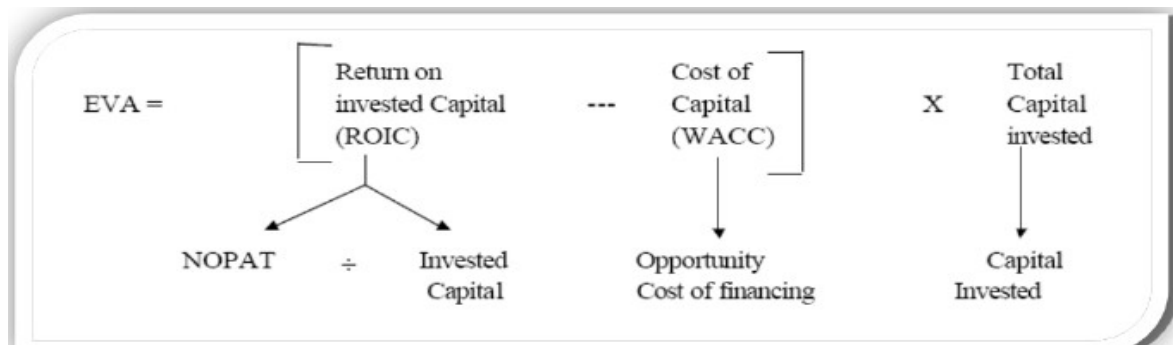 EVA = [ Return on invested Capital (ROIC) --- Cost of Capital (WACC) ] X Total Capital invested
NOPAT ÷ Invested Capital
Opportunity Cost of financing
Capital Invested